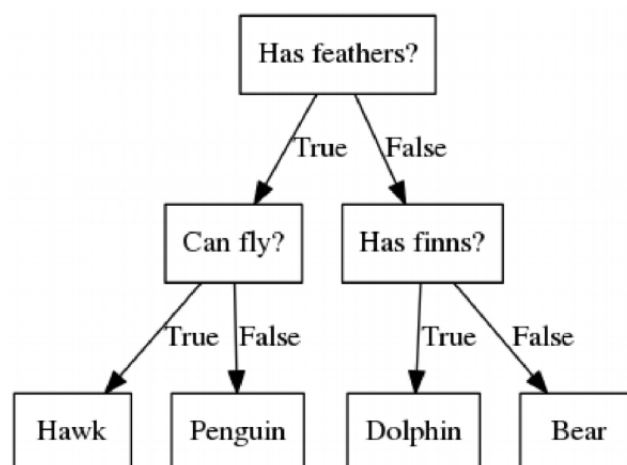 Has feathers?
True
False
Can fly?
Has finns?
True
False
True
False
Hawk
Penguin
Dolphin
Bear